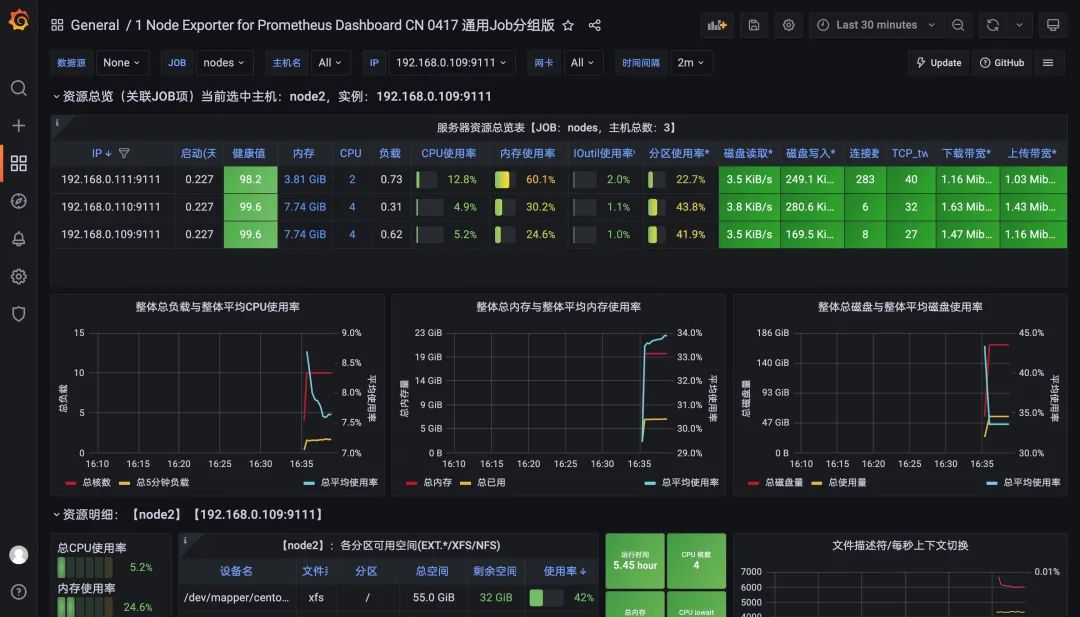 General / 1 Node Exporter for Prometheus Dashboard CN 0417 通用Job分组版
Last 30 minutes
数据源 None JOB nodes 主机名 All IP 192.168.0.109:9111 网卡 All 时间间隔 2m Update GitHub
资源总览（关联JOB项）当前选中主机：node2，实例：192.168.0.109:9111
服务器资源总览表【JOB：nodes，主机总数：3】
IP 启动(天 健康值 内存 CPU 负载 CPU使用率 内存使用率 IOutil使用率* 分区使用率* 磁盘读取* 磁盘写入* 连接数 TCP_tw 下载带宽* 上传带宽*
192.168.0.111:9111 0.227 98.2 3.81 GiB 2 0.73 12.8% 60.1% 2.0% 22.7% 3.5 KiB/s 249.1 Ki... 283 40 1.16 Mib... 1.03 Mib...
192.168.0.110:9111 0.227 99.6 7.74 GiB 4 0.31 4.9% 30.2% 1.1% 43.8% 3.8 KiB/s 280.6 Ki... 6 32 1.63 Mib... 1.43 Mib...
192.168.0.109:9111 0.227 99.6 7.74 GiB 4 0.62 5.2% 24.6% 1.0% 41.9% 3.5 KiB/s 169.5 Ki... 8 27 1.47 Mib... 1.16 Mib...
整体总负载与整体平均CPU使用率
15
10
5
0
总负载
9.0%
8.5%
8.0%
7.5%
7.0%
平均使用率
16:10 16:15 16:20 16:25 16:30 16:35
总核数 总5分钟负载 总平均使用率
整体总内存与整体平均内存使用率
23 GiB
19 GiB
14 GiB
9 GiB
5 GiB
0 B
总内存量
34.0%
33.0%
32.0%
31.0%
30.0%
29.0%
平均使用率
16:10 16:15 16:20 16:25 16:30 16:35
总内存 总已用 总平均使用率
整体总磁盘与整体平均磁盘使用率
186 GiB
140 GiB
93 GiB
47 GiB
0 B
总磁盘量
45.0%
40.0%
35.0%
30.0%
平均使用率
16:10 16:15 16:20 16:25 16:30 16:35
总磁盘量 总使用量 总平均使用率
资源明细：【node2】【192.168.0.109:9111】
总CPU使用率
5.2%
内存使用率
24.6%
【node2】：各分区可用空间(EXT.*/XFS/NFS)
设备名 文件系 分区 总空间 剩余空间 使用率
/dev/mapper/cento... xfs / 55.0 GiB 32 GiB 42%
运行时间
5.45 hour
CPU 核数
4
总内存
CPU iowait
文件描述符/每秒上下文切换
7000
6000
5000
4000
0.01%